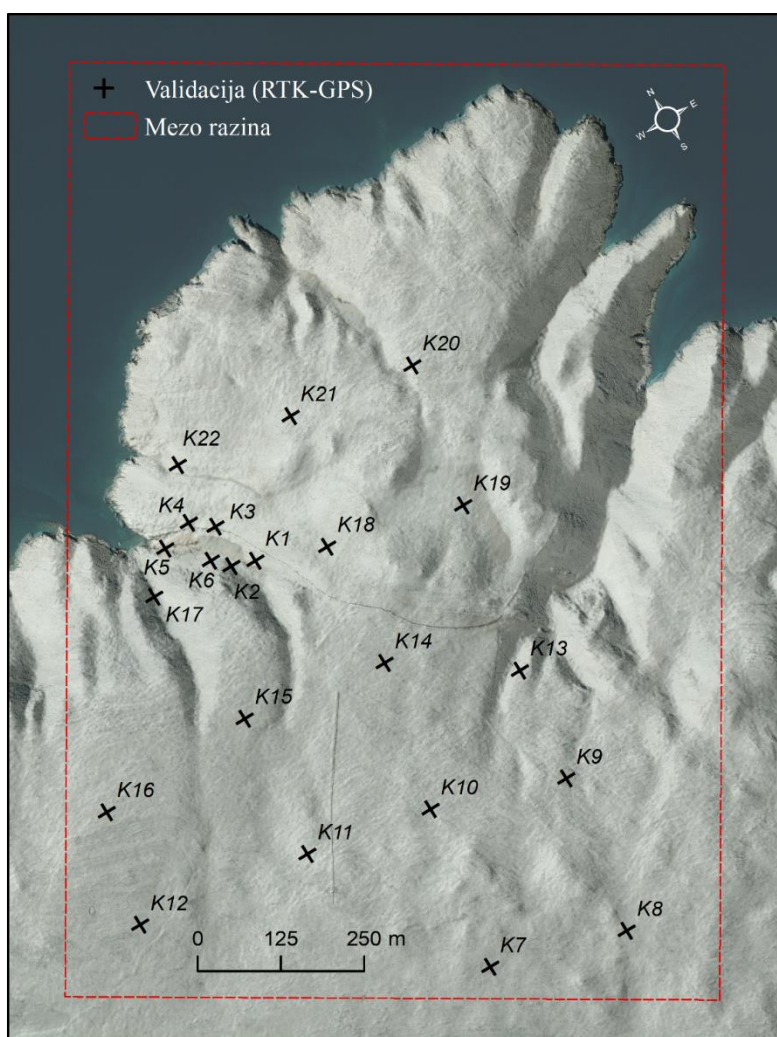 Validacija (RTK-GPS)
Mezo razina
N
E
W
S
K20
K21
K22
K19
K4
K3
K18
K1
K5
K6
K2
K17
K14
K13
K15
K9
K16
K10
K11
K12
K8
K7
0 125 250 m